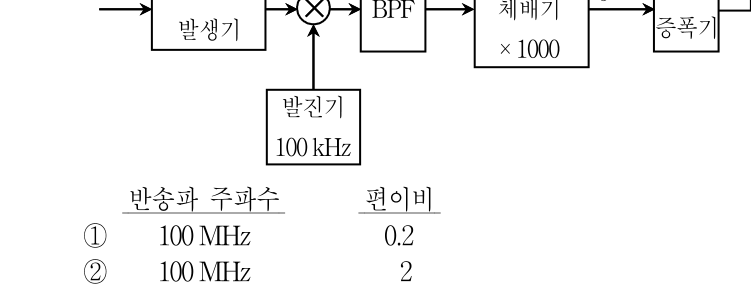 발생기
BPF
체배기
× 1000
증폭기
발진기
100 kHz
반송파 주파수 편이비
① 100 MHz 0.2
② 100 MHz 2